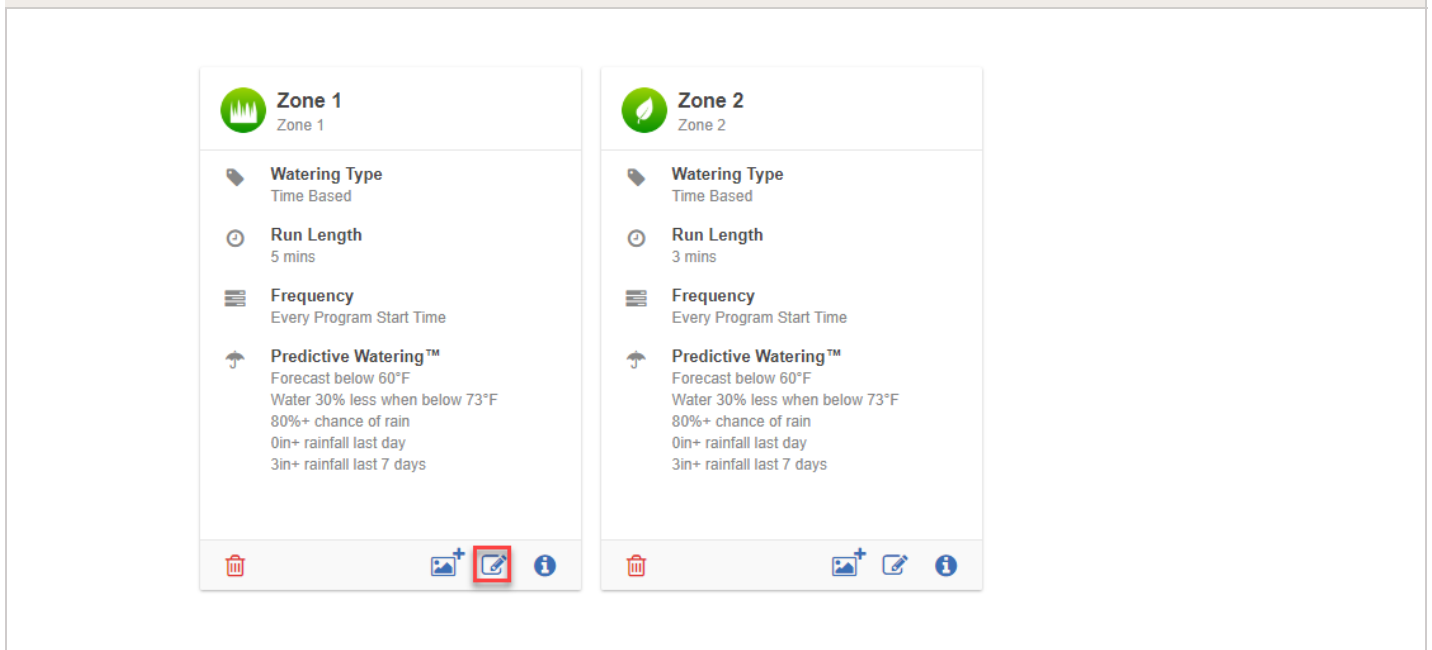 Zone 1
Zone 1
Watering Type
Time Based
Run Length
5 mins
Frequency
Every Program Start Time
Predictive Watering™
Forecast below 60°F
Water 30% less when below 73°F
80%+ chance of rain
0in+ rainfall last day
3in+ rainfall last 7 days
Zone 2
Zone 2
Watering Type
Time Based
Run Length
3 mins
Frequency
Every Program Start Time
Predictive Watering™
Forecast below 60°F
Water 30% less when below 73°F
80%+ chance of rain
0in+ rainfall last day
3in+ rainfall last 7 days